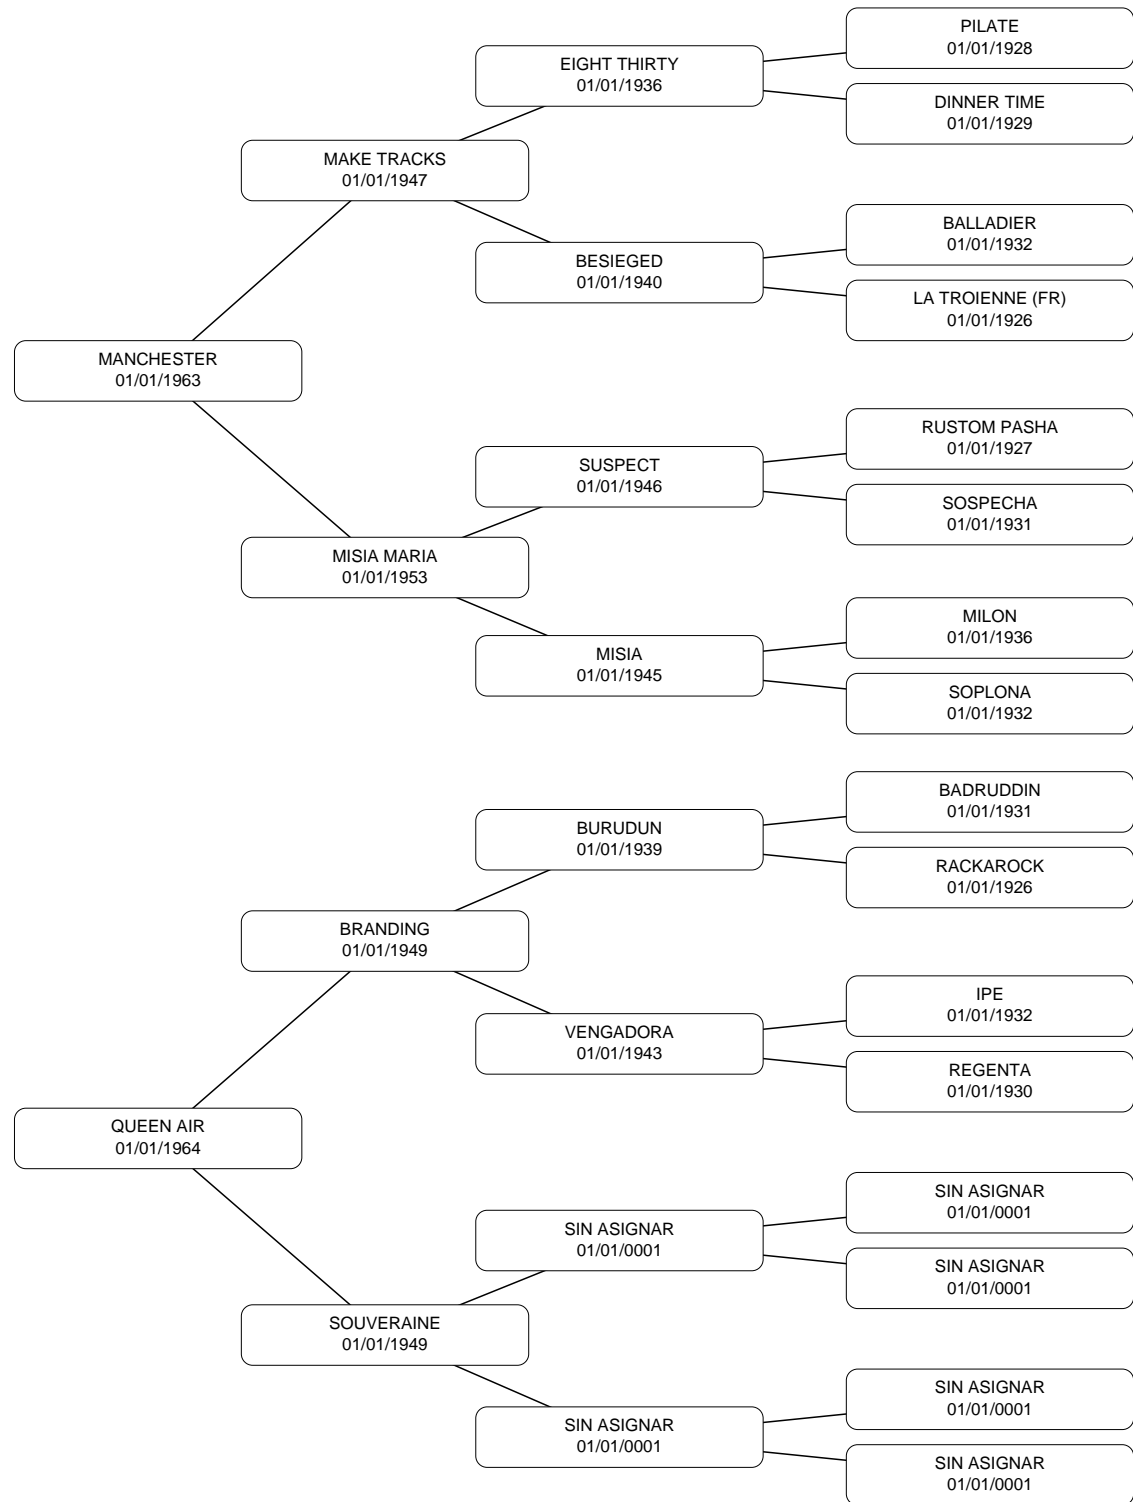 PILATE
01/01/1928
EIGHT THIRTY
01/01/1936
DINNER TIME
01/01/1929
MAKE TRACKS
01/01/1947
BALLADIER
01/01/1932
BESIEGED
01/01/1940
LA TROIENNE (FR)
01/01/1926
MANCHESTER
01/01/1963
RUSTOM PASHA
01/01/1927
SUSPECT
01/01/1946
SOSPECHA
01/01/1931
MISIA MARIA
01/01/1953
MILON
01/01/1936
MISIA
01/01/1945
SOPLONA
01/01/1932
BADRUDDIN
01/01/1931
BURUDUN
01/01/1939
RACKAROCK
01/01/1926
BRANDING
01/01/1949
IPE
01/01/1932
VENGADORA
01/01/1943
REGENTA
01/01/1930
QUEEN AIR
01/01/1964
SIN ASIGNAR
01/01/0001
SIN ASIGNAR
01/01/0001
SIN ASIGNAR
01/01/0001
SOUVERAINE
01/01/1949
SIN ASIGNAR
01/01/0001
SIN ASIGNAR
01/01/0001
SIN ASIGNAR
01/01/0001